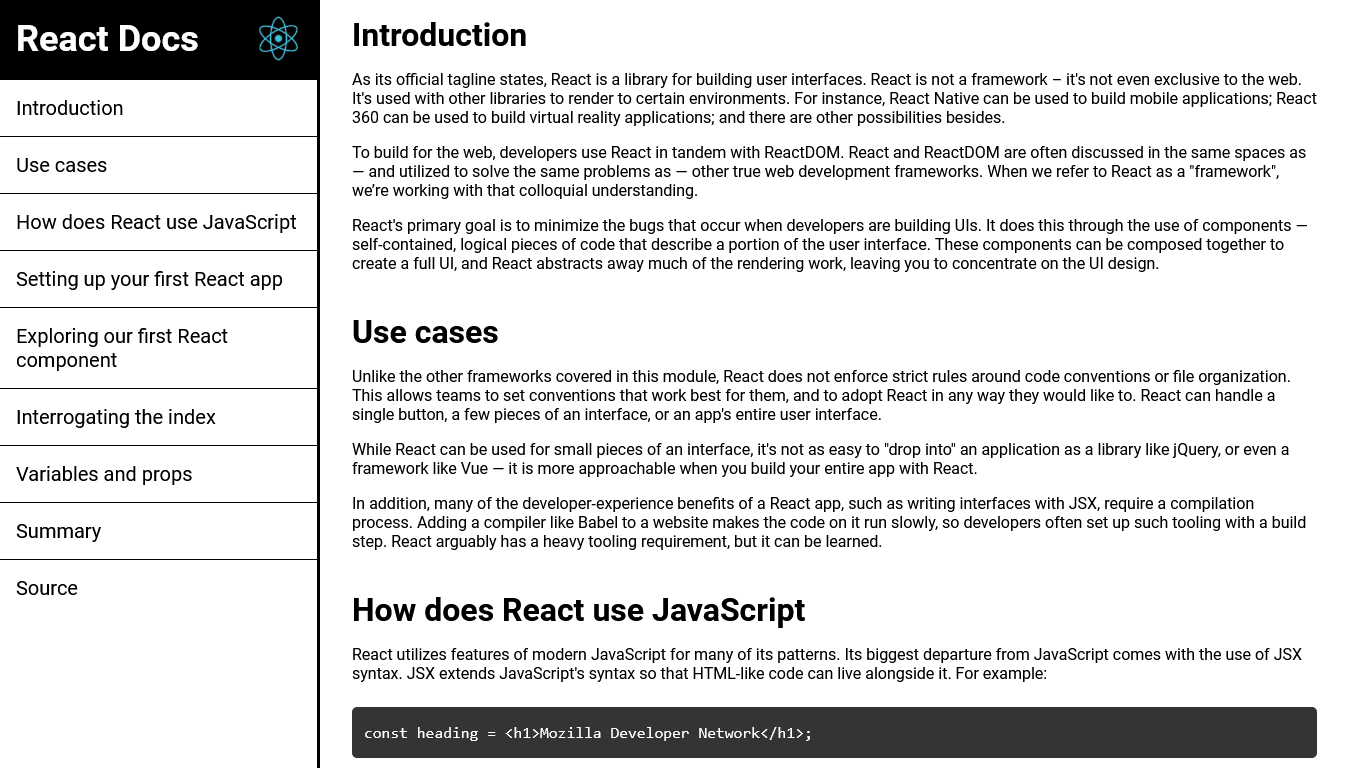 React Docs
Introduction
Use cases
How does React use JavaScript
Setting up your first React app
Exploring our first React
component
Interrogating the index
Variables and props
Summary
Source
Introduction
As its official tagline states, React is a library for building user interfaces. React is not a framework – it's not even exclusive to the web.
It's used with other libraries to render to certain environments. For instance, React Native can be used to build mobile applications; React
360 can be used to build virtual reality applications; and there are other possibilities besides.
To build for the web, developers use React in tandem with ReactDOM. React and ReactDOM are often discussed in the same spaces as
— and utilized to solve the same problems as — other true web development frameworks. When we refer to React as a "framework",
we’re working with that colloquial understanding.
React's primary goal is to minimize the bugs that occur when developers are building UIs. It does this through the use of components —
self-contained, logical pieces of code that describe a portion of the user interface. These components can be composed together to
create a full UI, and React abstracts away much of the rendering work, leaving you to concentrate on the UI design.
Use cases
Unlike the other frameworks covered in this module, React does not enforce strict rules around code conventions or file organization.
This allows teams to set conventions that work best for them, and to adopt React in any way they would like to. React can handle a
single button, a few pieces of an interface, or an app's entire user interface.
While React can be used for small pieces of an interface, it's not as easy to "drop into" an application as a library like jQuery, or even a
framework like Vue — it is more approachable when you build your entire app with React.
In addition, many of the developer-experience benefits of a React app, such as writing interfaces with JSX, require a compilation
process. Adding a compiler like Babel to a website makes the code on it run slowly, so developers often set up such tooling with a build
step. React arguably has a heavy tooling requirement, but it can be learned.
How does React use JavaScript
React utilizes features of modern JavaScript for many of its patterns. Its biggest departure from JavaScript comes with the use of JSX
syntax. JSX extends JavaScript's syntax so that HTML-like code can live alongside it. For example:
const heading = <h1>Mozilla Developer Network</h1>;